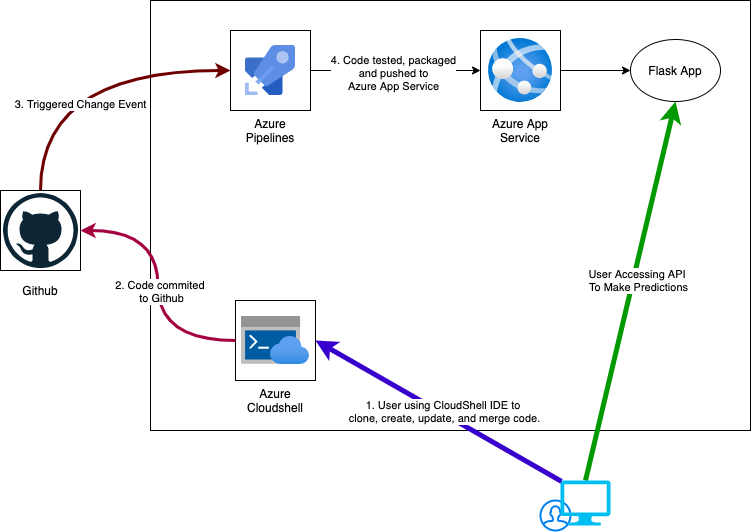 4. Code tested, packaged
and pushed to
Azure App Service
Flask App
3. Triggered Change Event
Azure
Pipelines
Azure App
Service
User Accessing API
To Make Predictions
Github
2. Code commited
to Github
>_
Azure
Cloudshell
1. User using CloudShell IDE to
clone, create, update, and merge code.